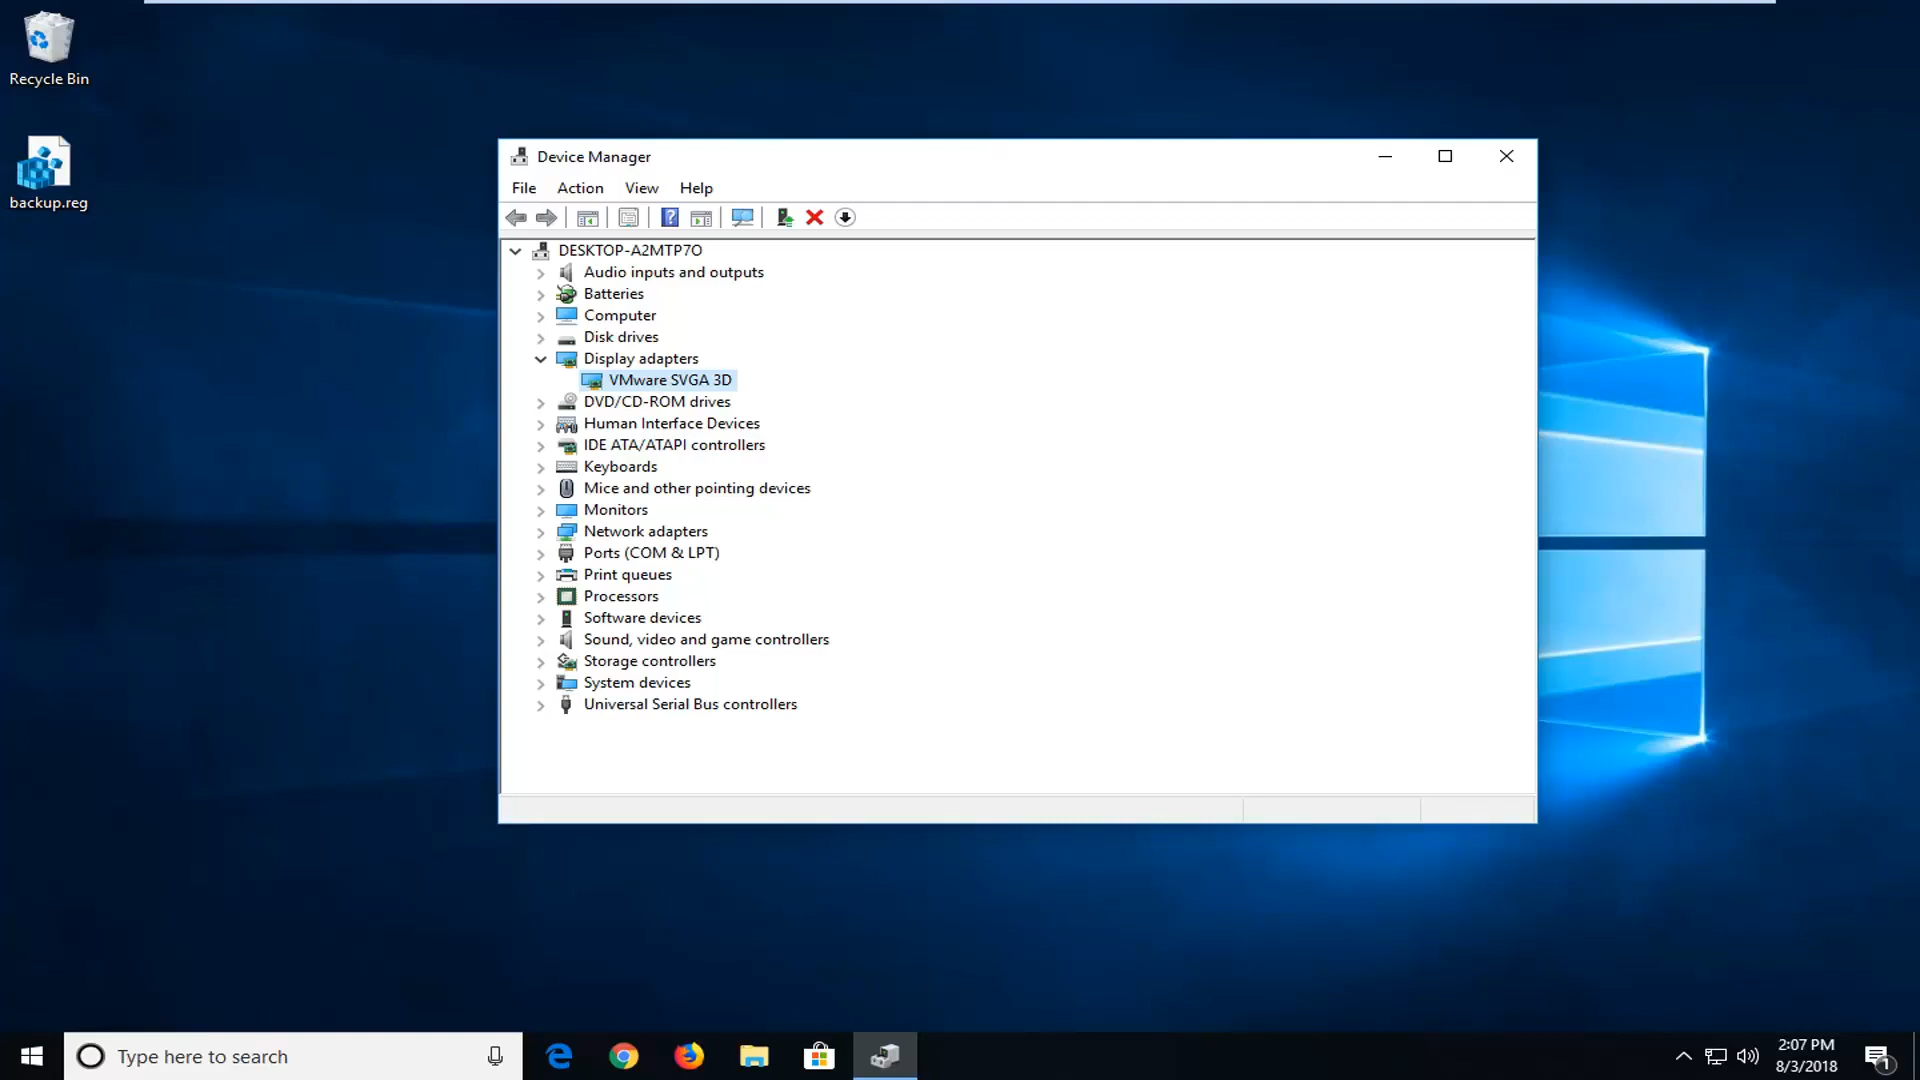 Recycle Bin
backup.reg
Device Manager
File Action View Help
DESKTOP-A2MTP7O
Audio inputs and outputs
Batteries
Computer
Disk drives
Display adapters
VMware SVGA 3D
DVD/CD-ROM drives
Human Interface Devices
IDE ATA/ATAPI controllers
Keyboards
Mice and other pointing devices
Monitors
Network adapters
Ports (COM & LPT)
Print queues
Processors
Software devices
Sound, video and game controllers
Storage controllers
System devices
Universal Serial Bus controllers
Type here to search
2:07 PM
8/3/2018
1